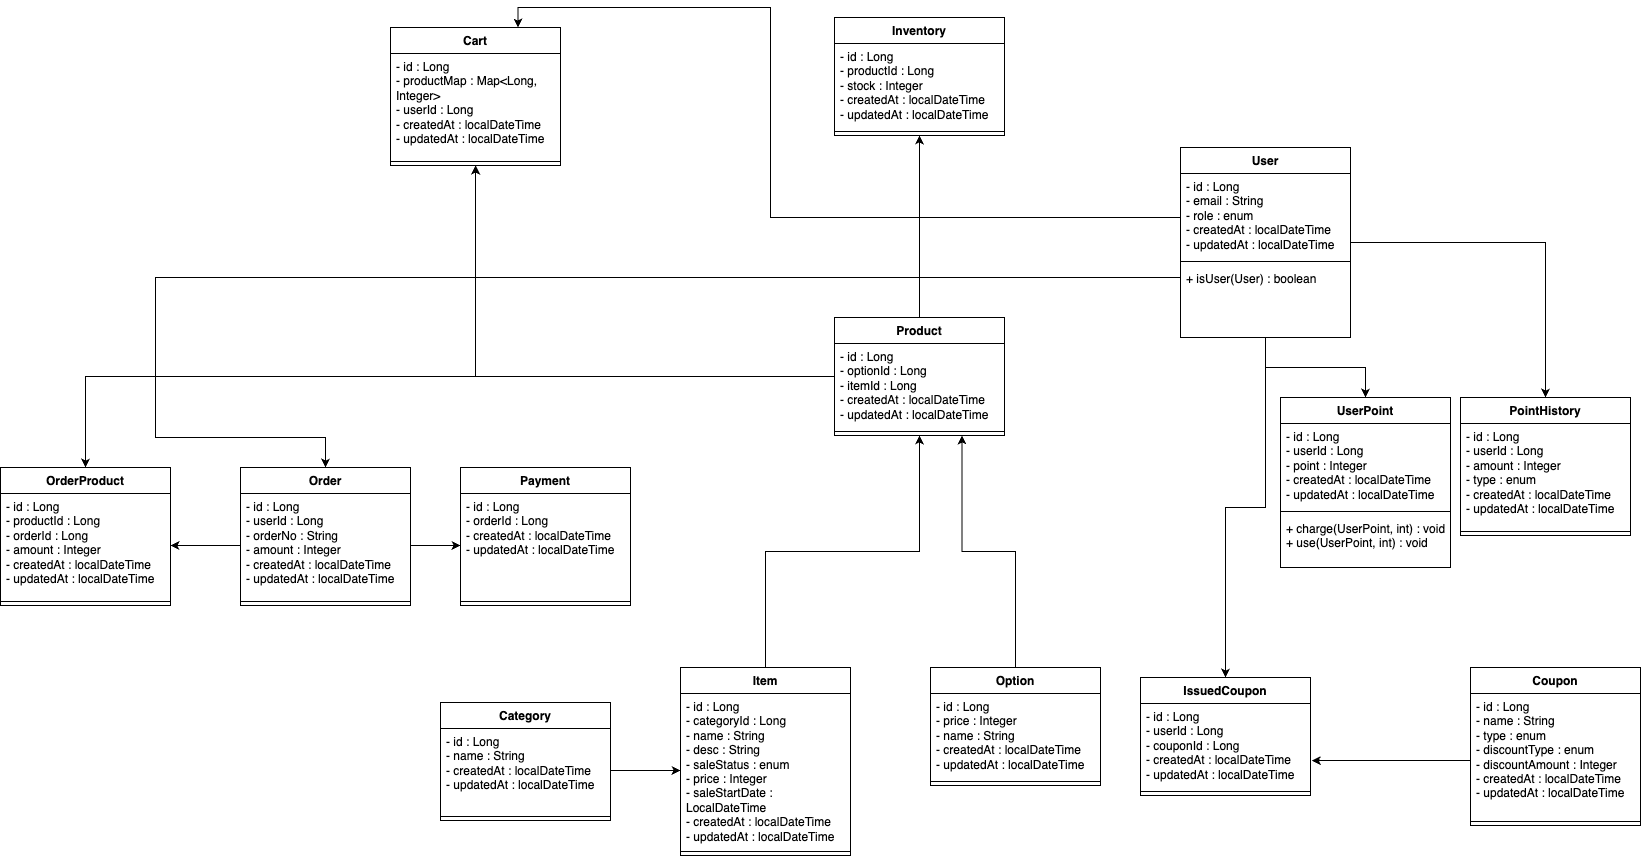 Cart
- id : Long
- productMap : Map<Long,
Integer>
- userId : Long
- createdAt : localDateTime
- updatedAt : localDateTime
Inventory
- id : Long
- productId : Long
- stock : Integer
- createdAt : localDateTime
- updatedAt : localDateTime
User
- id : Long
- email : String
- role : enum
- createdAt : localDateTime
- updatedAt : localDateTime
+ isUser(User) : boolean
Product
- id : Long
- optionId : Long
- itemId : Long
- createdAt : localDateTime
- updatedAt : localDateTime
UserPoint
- id : Long
- userId : Long
- point : Integer
- createdAt : localDateTime
- updatedAt : localDateTime
+ charge(UserPoint, int) : void
+ use(UserPoint, int) : void
PointHistory
- id : Long
- userId : Long
- amount : Integer
- type : enum
- createdAt : localDateTime
- updatedAt : localDateTime
OrderProduct
- id : Long
- productId : Long
- orderId : Long
- amount : Integer
- createdAt : localDateTime
- updatedAt : localDateTime
Order
- id : Long
- userId : Long
- orderNo : String
- amount : Integer
- createdAt : localDateTime
- updatedAt : localDateTime
Payment
- id : Long
- orderId : Long
- createdAt : localDateTime
- updatedAt : localDateTime
Category
- id : Long
- name : String
- createdAt : localDateTime
- updatedAt : localDateTime
Item
- id : Long
- categoryId : Long
- name : String
- desc : String
- saleStatus : enum
- price : Integer
- saleStartDate :
LocalDateTime
- createdAt : localDateTime
- updatedAt : localDateTime
Option
- id : Long
- price : Integer
- name : String
- createdAt : localDateTime
- updatedAt : localDateTime
IssuedCoupon
- id : Long
- userId : Long
- couponId : Long
- createdAt : localDateTime
- updatedAt : localDateTime
Coupon
- id : Long
- name : String
- type : enum
- discountType : enum
- discountAmount : Integer
- createdAt : localDateTime
- updatedAt : localDateTime